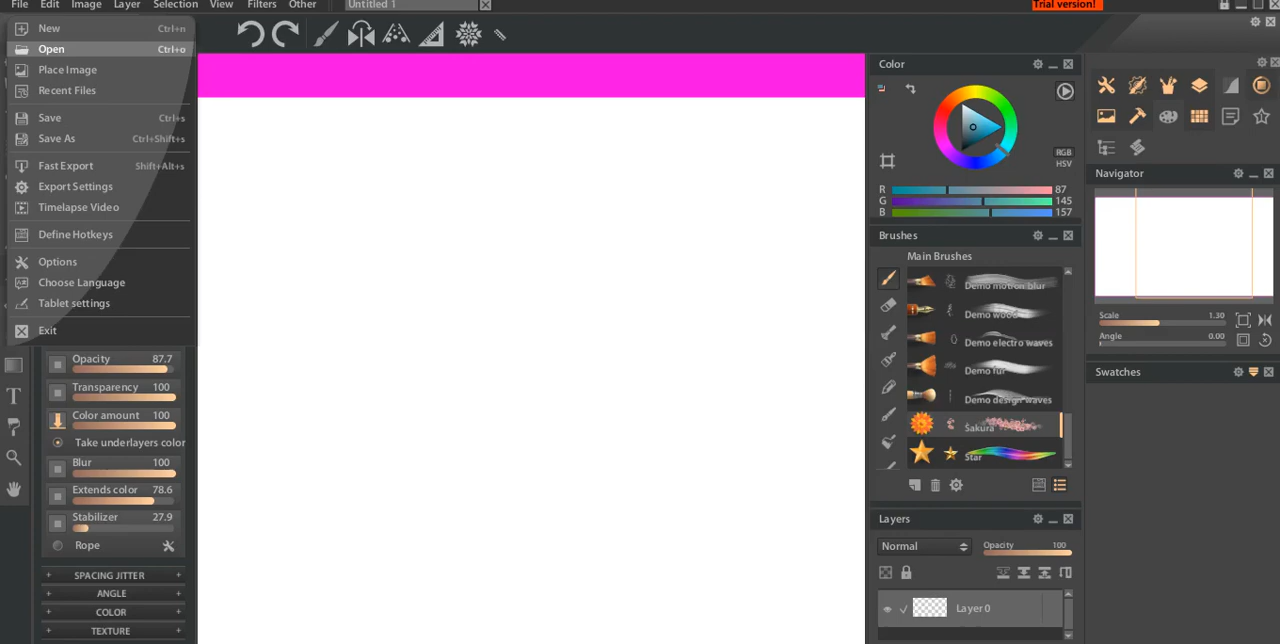 File Edit Image Layer Selection View Filters Other Untitled 1 Trial version!
New Ctrl+n
Open Ctrl+o
Place Image
Recent Files
Save Ctrl+s
Save As Ctrl+Shift+s
Fast Export Shift+Alt+s
Export Settings
Timelapse Video
Define Hotkeys
Options
Choose Language
Tablet settings
Exit
Opacity 87.7
Transparency 100
Color amount 100
Take underlayers color
Blur 100
Extends color 78.6
Stabilizer 27.9
Rope
+ SPACING JITTER +
+ ANGLE +
+ COLOR +
+ TEXTURE +
T
Color
RGB
HSV
R 87
G 145
B 157
Brushes
Main Brushes
Demo motion blur
Demo wood
Demo electro waves
Demo fur
Demo design waves
Sakura
Star
Layers
Normal Opacity 100
Layer 0
Navigator
Scale 1.30
Angle 0.00
Swatches